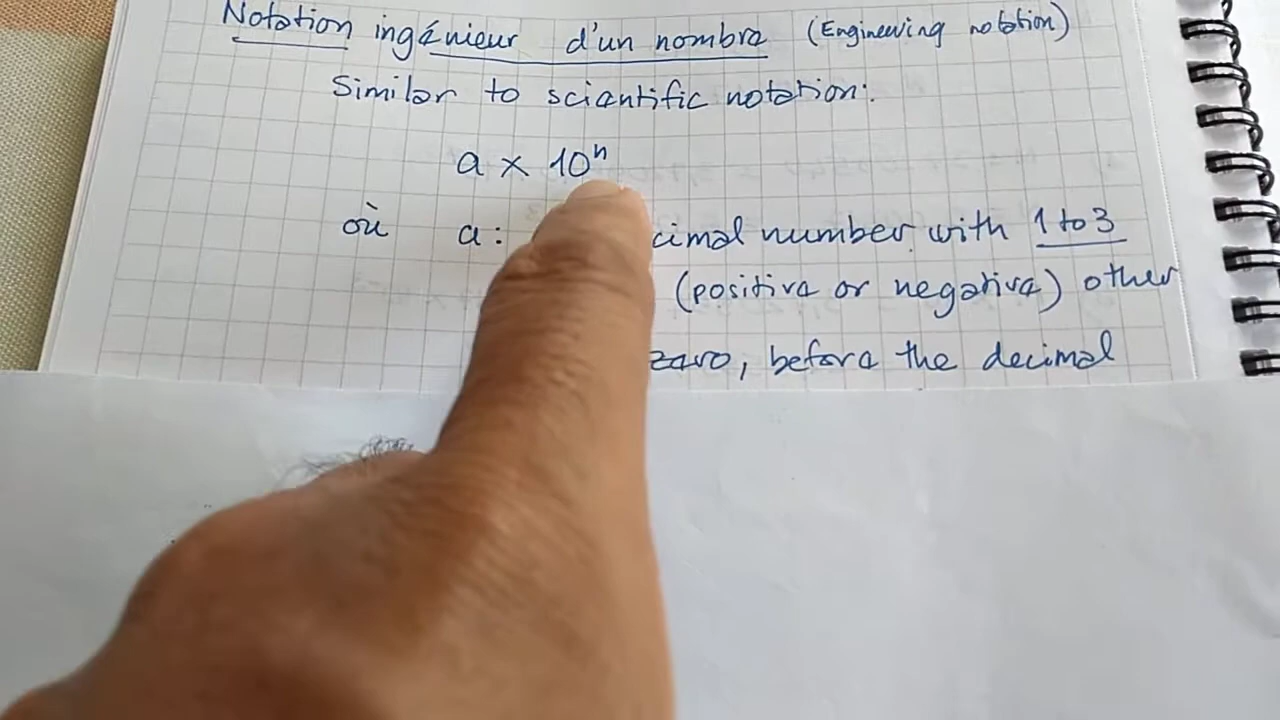 Notation ingénieur d'un nombre (Engineering notation)
Similar to scientific notation:
a × 10ⁿ
où a: cimal number with 1 to 3
(positive or negative) other
zero, before the decimal